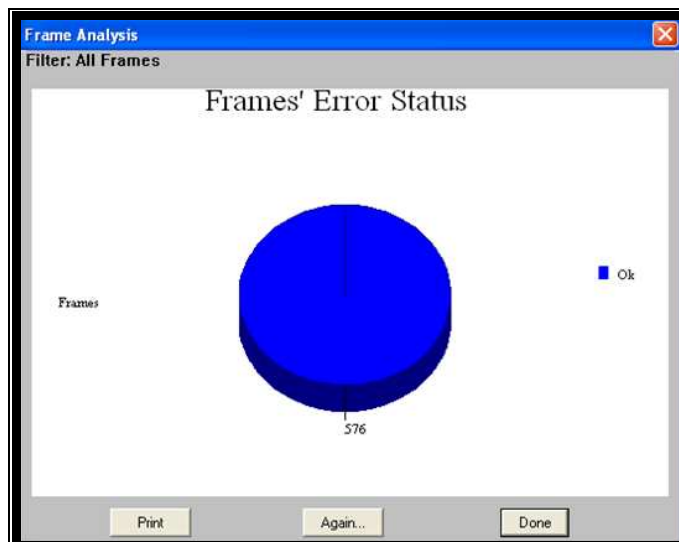 Frame Analysis
Filter: All Frames
Frames' Error Status
Ok
Frames
576
Print Again... Done